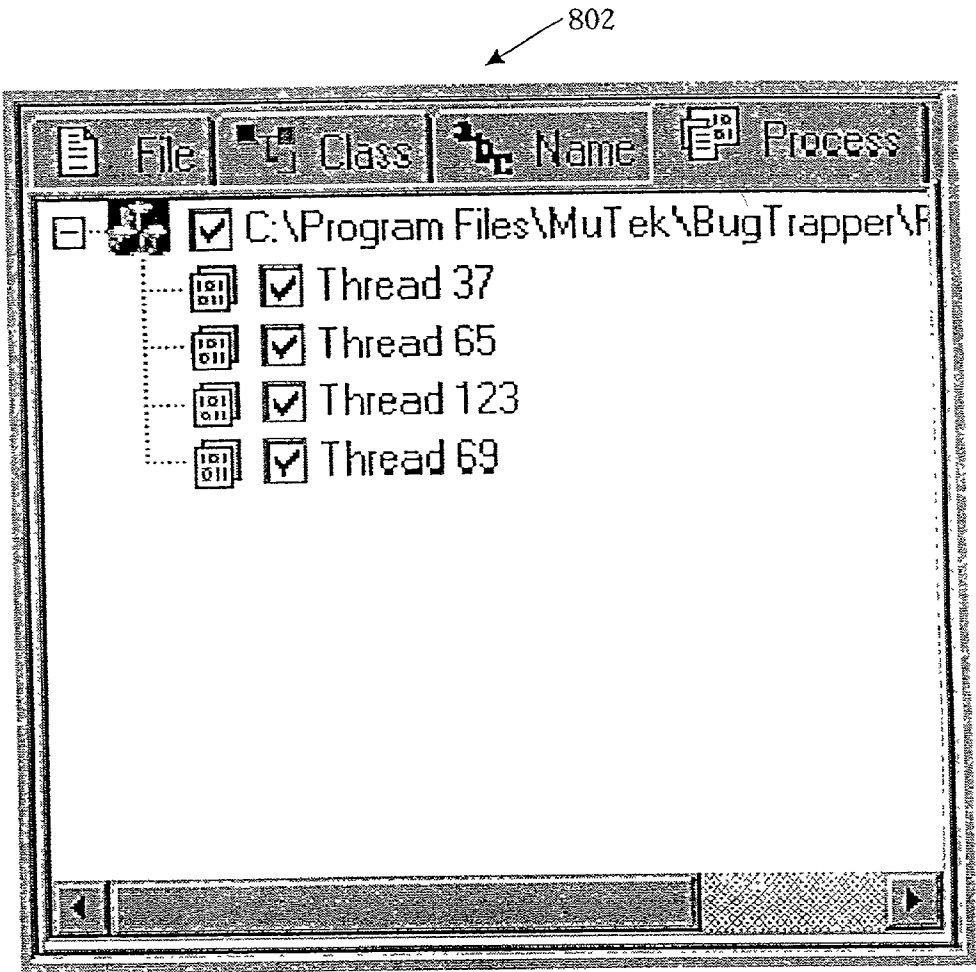 802
File Class Name Process
C:\Program Files\MuTek\BugTrapper\
Thread 37
Thread 65
Thread 123
Thread 69